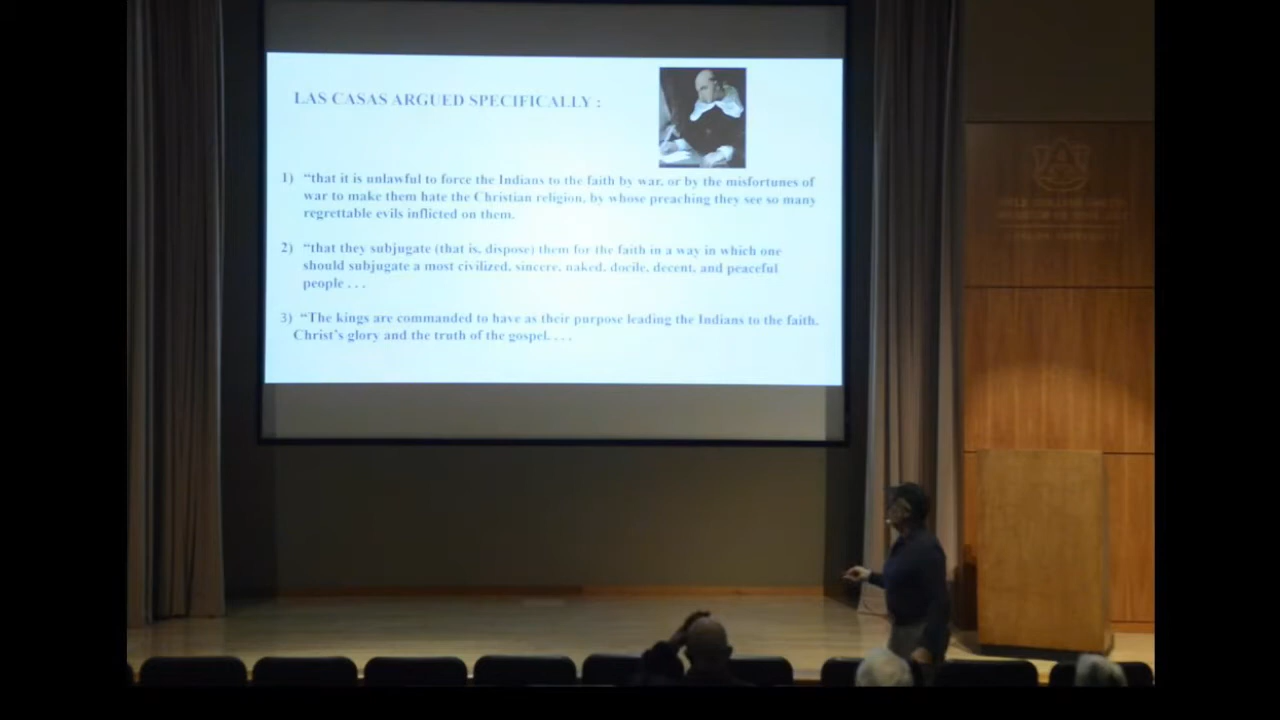 LAS CASAS ARGUED SPECIFICALLY :
1) “that it is unlawful to force the Indians to the faith by war, or by the misfortunes of
war to make them hate the Christian religion, by whose preaching they see so many
regrettable evils inflicted on them.
2) “that they subjugate (that is, dispose) them for the faith in a way in which one
should subjugate a most civilized, sincere, naked, docile, decent, and peaceful
people . . .
3) “The kings are commanded to have as their purpose leading the Indians to the faith,
Christ’s glory and the truth of the gospel. . . .